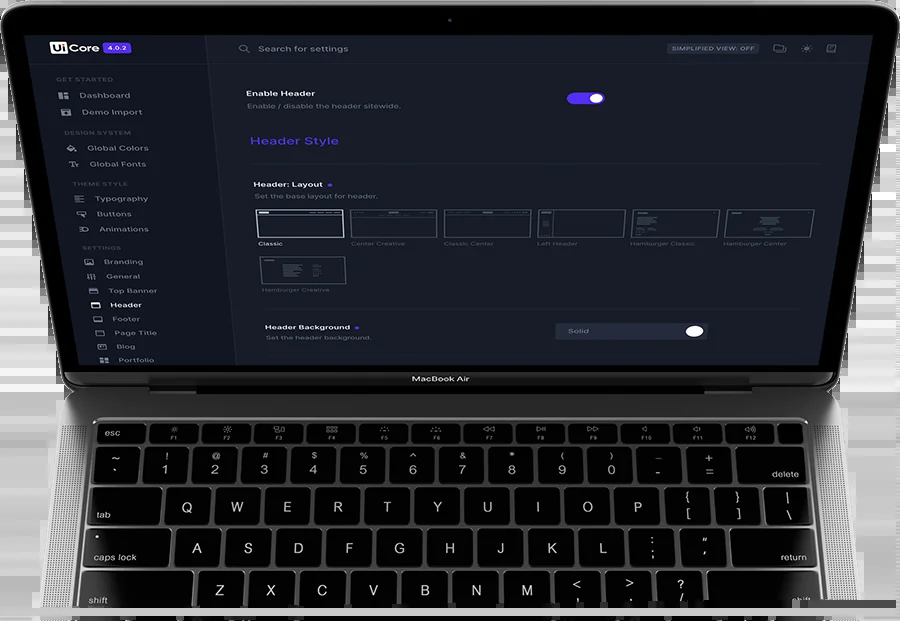 UiCore 4.0.2
Search for settings
SIMPLIFIED VIEW: OFF
GET STARTED
Dashboard
Demo Import
DESIGN SYSTEM
Global Colors
Global Fonts
THEME STYLE
Typography
Buttons
Animations
SETTINGS
Branding
General
Top Banner
Header
Footer
Page Title
Blog
Portfolio
Enable Header
Enable / disable the header sitewide.
Header Style
Header: Layout
Set the base layout for header.
Classic
Center Creative
Classic Center
Left Header
Hamburger Classic
Hamburger Center
Hamburger Creative
Header Background
Set the header background.
Solid
MacBook Air
esc F1 F2 F3 F4 F5 F6 F7 F8 F9 F10 F11 F12
~ ! @ # $ % ^ & * ( ) _ +
` 1 2 3 4 5 6 7 8 9 0 - = delete
tab Q W E R T Y U I O P { [ } ] | \
caps lock A S D F G H J K L : ; " ' return
shift Z X C V B N M < , > . ? / shift